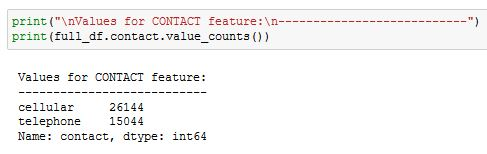 print("\nValues for CONTACT feature:\n---------------------------")
print(full_df.contact.value_counts())
Values for CONTACT feature:
---------------------------
cellular     26144
telephone    15044
Name: contact, dtype: int64